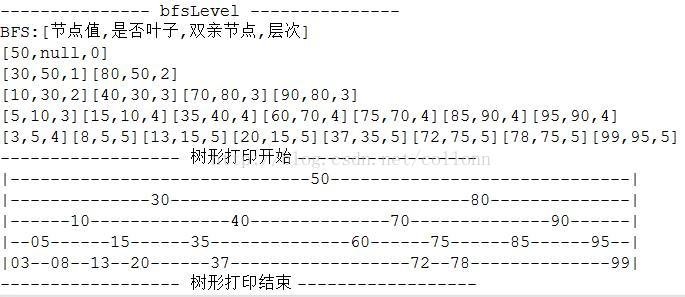 --------------- bfsLevel ---------------
BFS:[节点值,是否叶子,双亲节点,层次]
[50,null,0]
[30,50,1][80,50,2]
[10,30,2][40,30,3][70,80,3][90,80,3]
[5,10,3][15,10,4][35,40,4][60,70,4][75,70,4][85,90,4][95,90,4]
[3,5,4][8,5,5][13,15,5][20,15,5][37,35,5][72,75,5][78,75,5][99,95,5]
------------------ 树形打印开始 ------------------
http://blog.csdn.net/collonn
|------------------------------50------------------------------|
|--------------30------------------------------80--------------|
|------10--------------40--------------70--------------90------|
|--05------15------35--------------60------75------85------95--|
|03--08--13--20------37------------------72--78--------------99|
------------------ 树形打印结束 ------------------